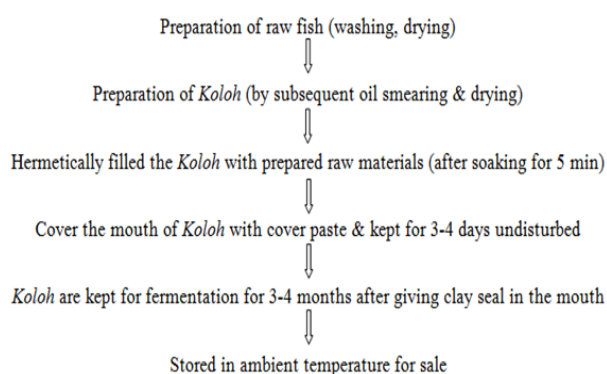 Preparation of raw fish (washing, drying)
Preparation of Koloh (by subsequent oil smearing & drying)
Hermetically filled the Koloh with prepared raw materials (after soaking for 5 min)
Cover the mouth of Koloh with cover paste & kept for 3-4 days undisturbed
Koloh are kept for fermentation for 3-4 months after giving clay seal in the mouth
Stored in ambient temperature for sale